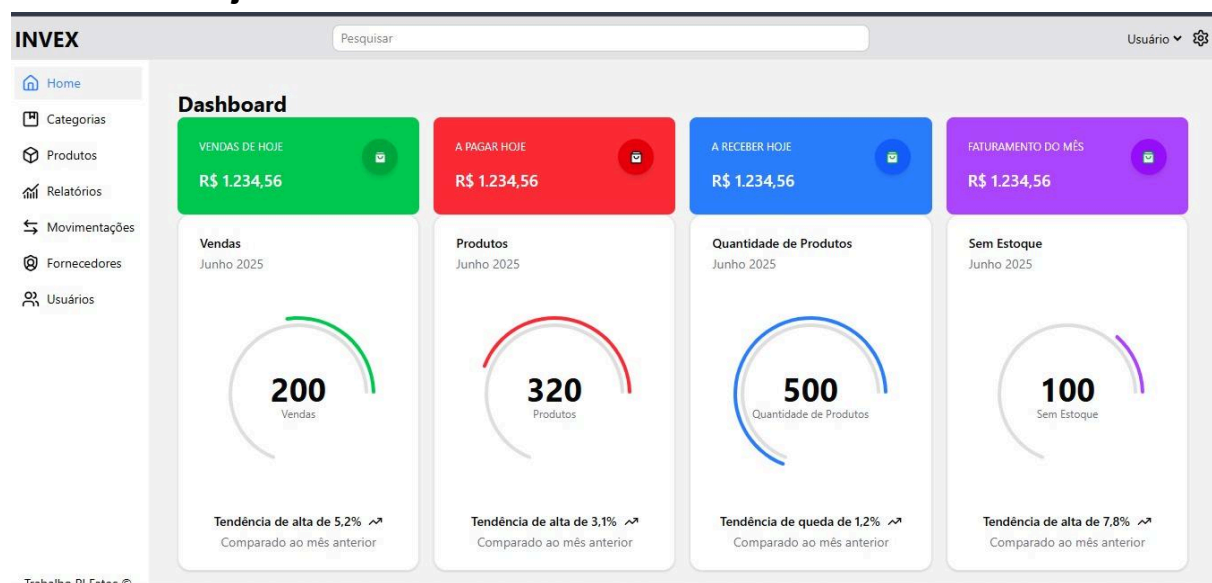 INVEX
Pesquisar
Usuário
Home
Categorias
Produtos
Relatórios
Movimentações
Fornecedores
Usuários
Dashboard
VENDAS DE HOJE
R$ 1.234,56
A PAGAR HOJE
R$ 1.234,56
A RECEBER HOJE
R$ 1.234,56
FATURAMENTO DO MÊS
R$ 1.234,56
Vendas
Junho 2025
200
Vendas
Tendência de alta de 5,2%
Comparado ao mês anterior
Produtos
Junho 2025
320
Produtos
Tendência de alta de 3,1%
Comparado ao mês anterior
Quantidade de Produtos
Junho 2025
500
Quantidade de Produtos
Tendência de queda de 1,2%
Comparado ao mês anterior
Sem Estoque
Junho 2025
100
Sem Estoque
Tendência de alta de 7,8%
Comparado ao mês anterior
Trabalho PI Fatec ©